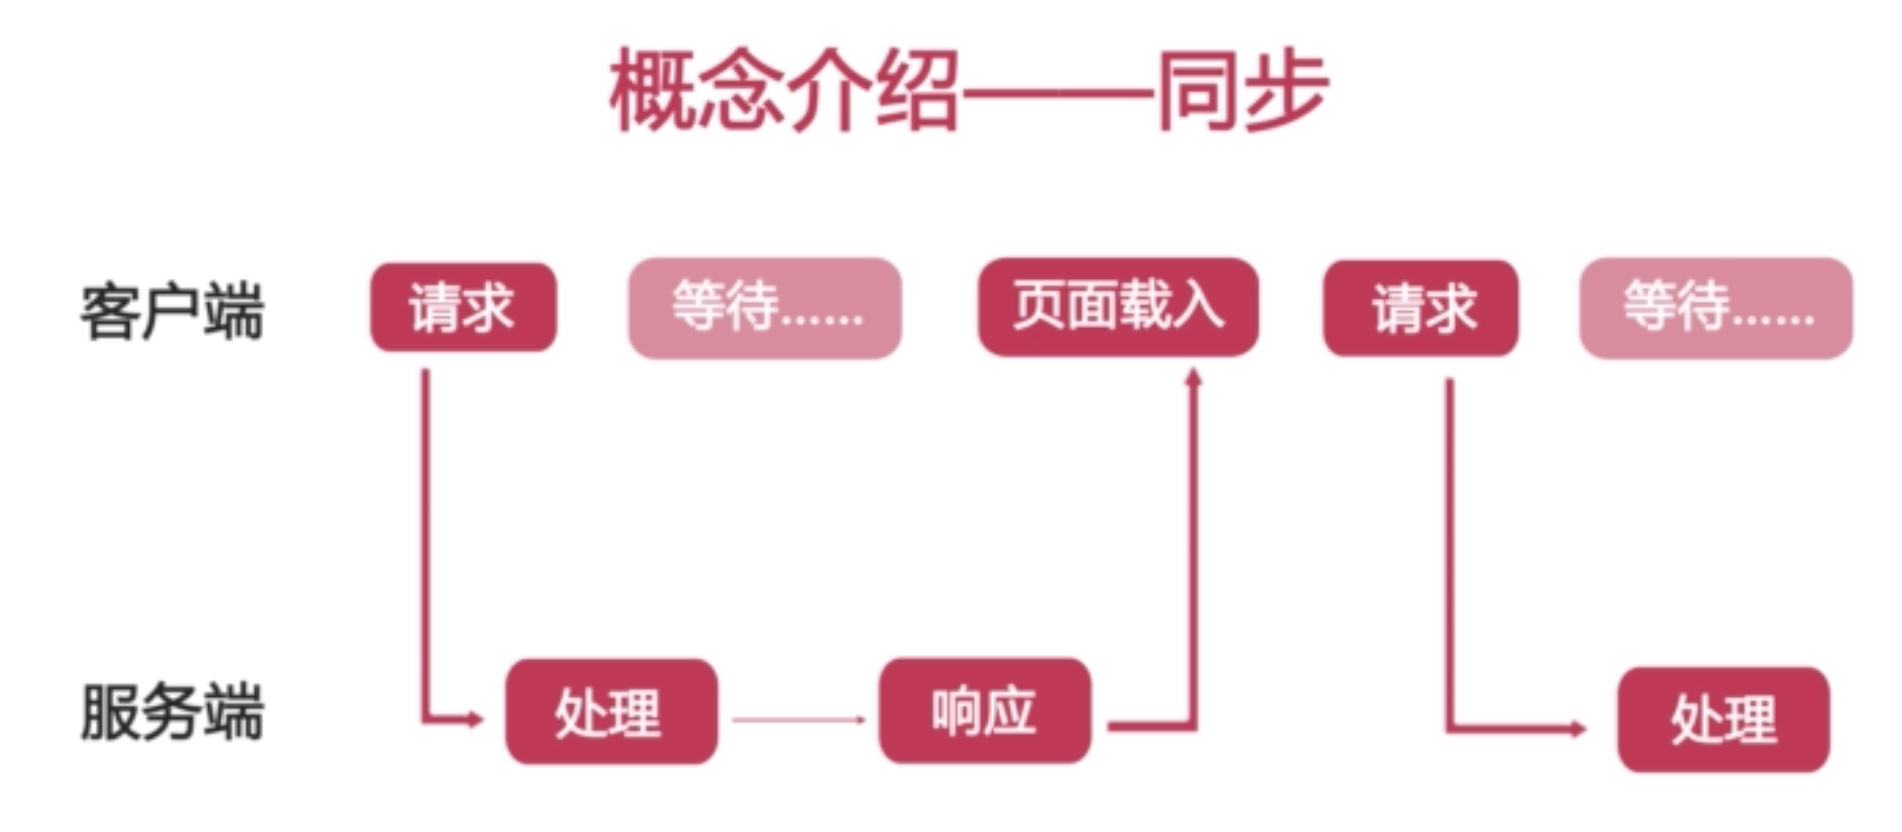 概念介绍——同步
客户端
请求
等待......
页面载入
请求
等待......
服务端
处理
响应
处理